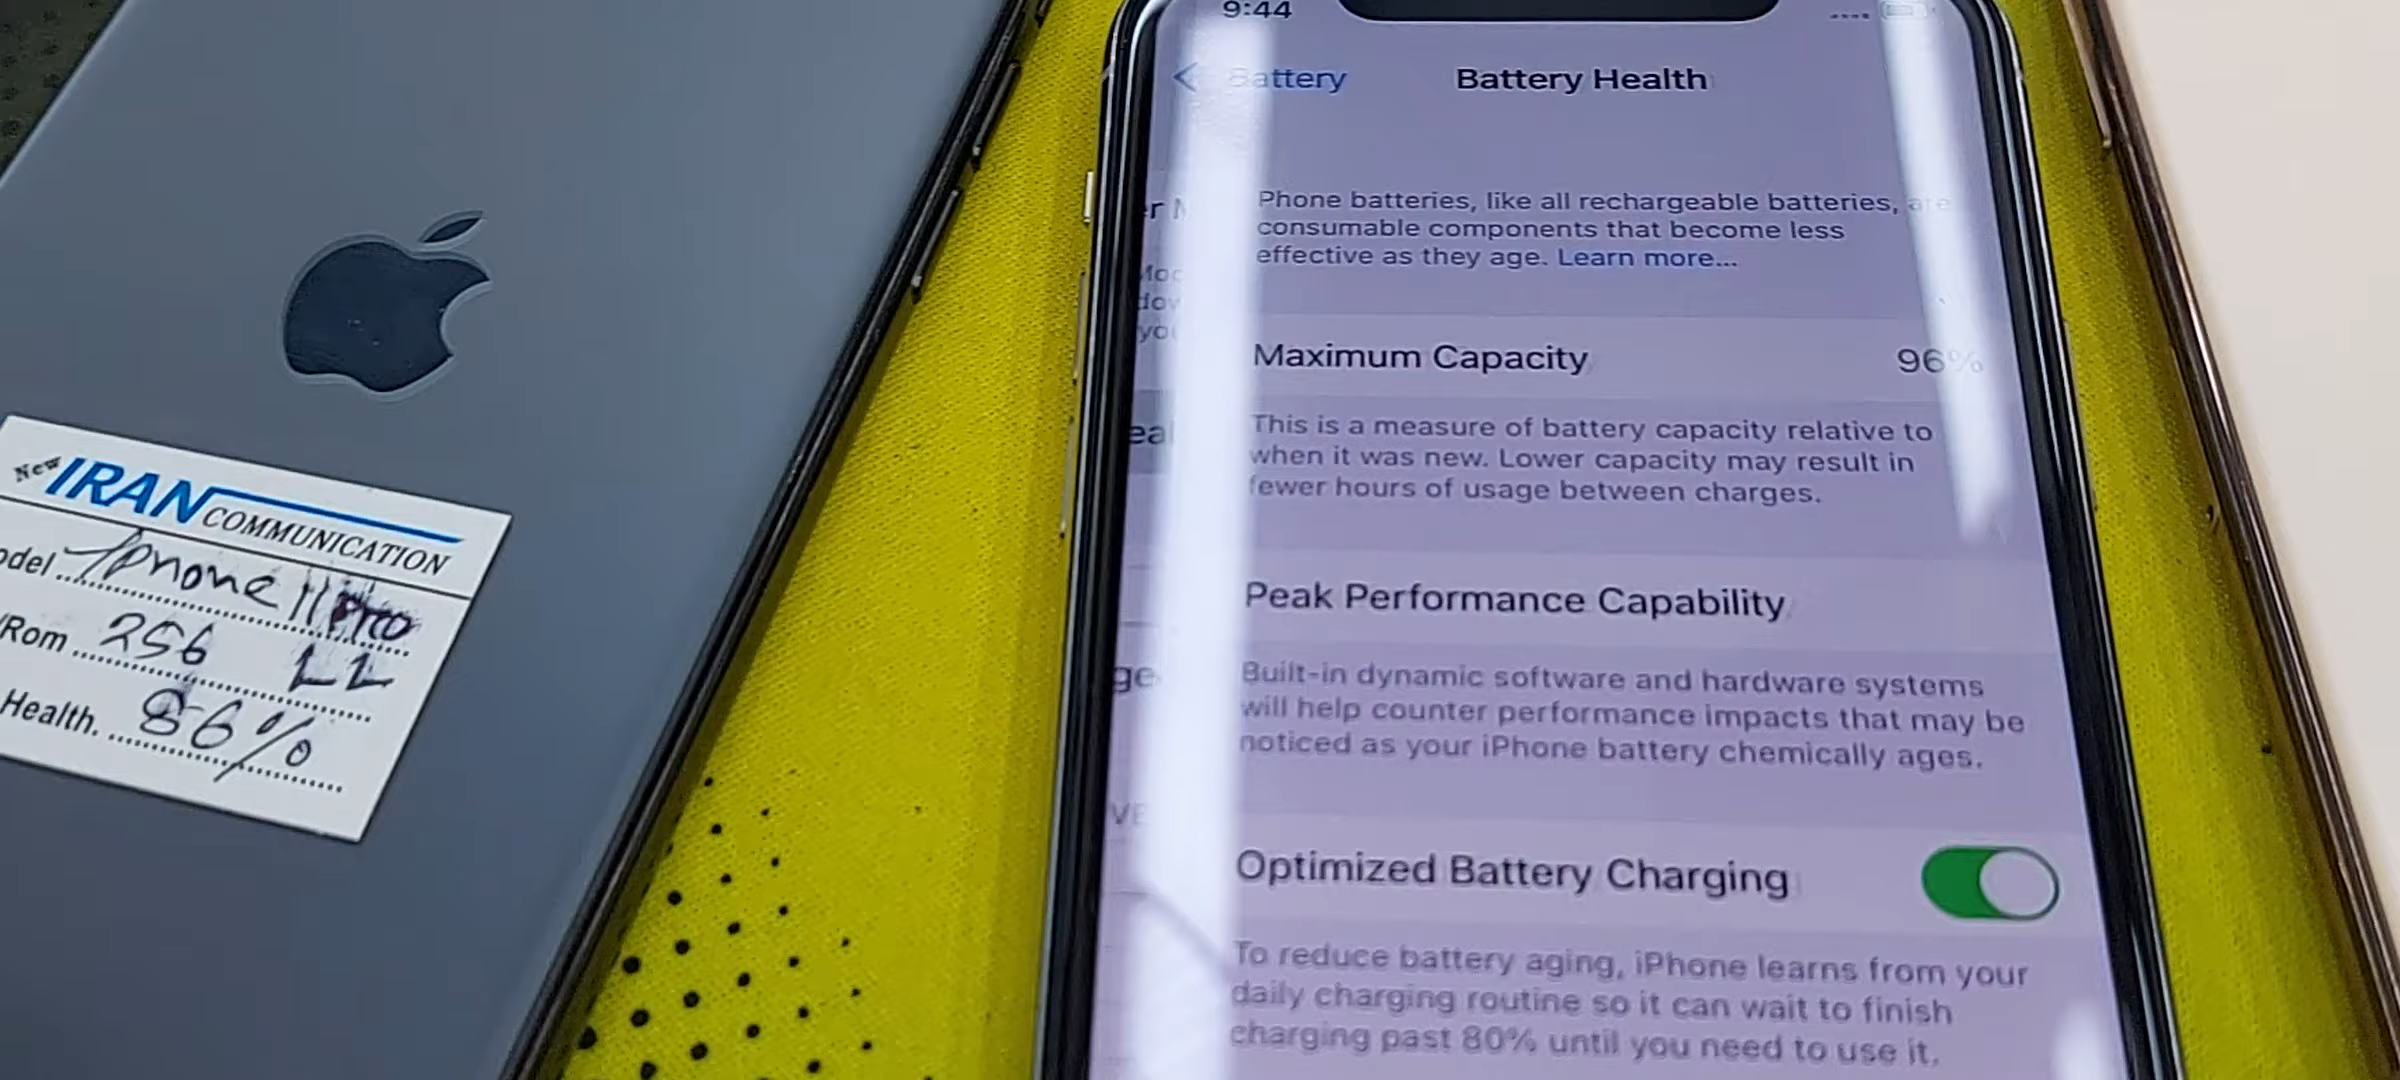 New IRAN COMMUNICATION
odel Iphone 11 Pro
/Rom 256 LL
Health. 86%
9:44
Battery Battery Health
Phone batteries, like all rechargeable batteries, are
consumable components that become less
effective as they age. Learn more...
Maximum Capacity 96%
This is a measure of battery capacity relative to
when it was new. Lower capacity may result in
fewer hours of usage between charges.
Peak Performance Capability
Built-in dynamic software and hardware systems
will help counter performance impacts that may be
noticed as your iPhone battery chemically ages.
Optimized Battery Charging
To reduce battery aging, iPhone learns from your
daily charging routine so it can wait to finish
charging past 80% until you need to use it.